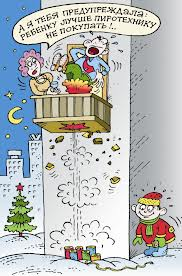 А Я ТЕБЯ ПРЕДУПРЕЖДАЛА:
РЕБЕНКУ ЛУЧШЕ ПИРОТЕХНИКУ
НЕ ПОКУПАТЬ!..